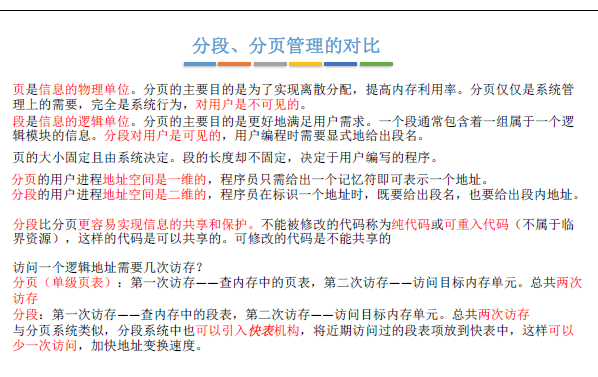 分段、分页管理的对比
页是信息的物理单位。分页的主要目的是为了实现离散分配，提高内存利用率。分页仅仅是系统管
理上的需要，完全是系统行为，对用户是不可见的。
段是信息的逻辑单位。分页的主要目的是更好地满足用户需求。一个段通常包含着一组属于一个逻
辑模块的信息。分段对用户是可见的，用户编程时需要显式地给出段名。
页的大小固定且由系统决定。段的长度却不固定，决定于用户编写的程序。
分页的用户进程地址空间是一维的，程序员只需给出一个记忆符即可表示一个地址。
分段的用户进程地址空间是二维的，程序员在标识一个地址时，既要给出段名，也要给出段内地址。
分段比分页更容易实现信息的共享和保护。不能被修改的代码称为纯代码或可重入代码（不属于临
界资源），这样的代码是可以共享的。可修改的代码是不能共享的
访问一个逻辑地址需要几次访存？
分页（单级页表）：第一次访存——查内存中的页表，第二次访存——访问目标内存单元。总共两次
访存
分段：第一次访存——查内存中的段表，第二次访存——访问目标内存单元。总共两次访存
与分页系统类似，分段系统中也可以引入快表机构，将近期访问过的段表项放到快表中，这样可以
少一次访问，加快地址变换速度。